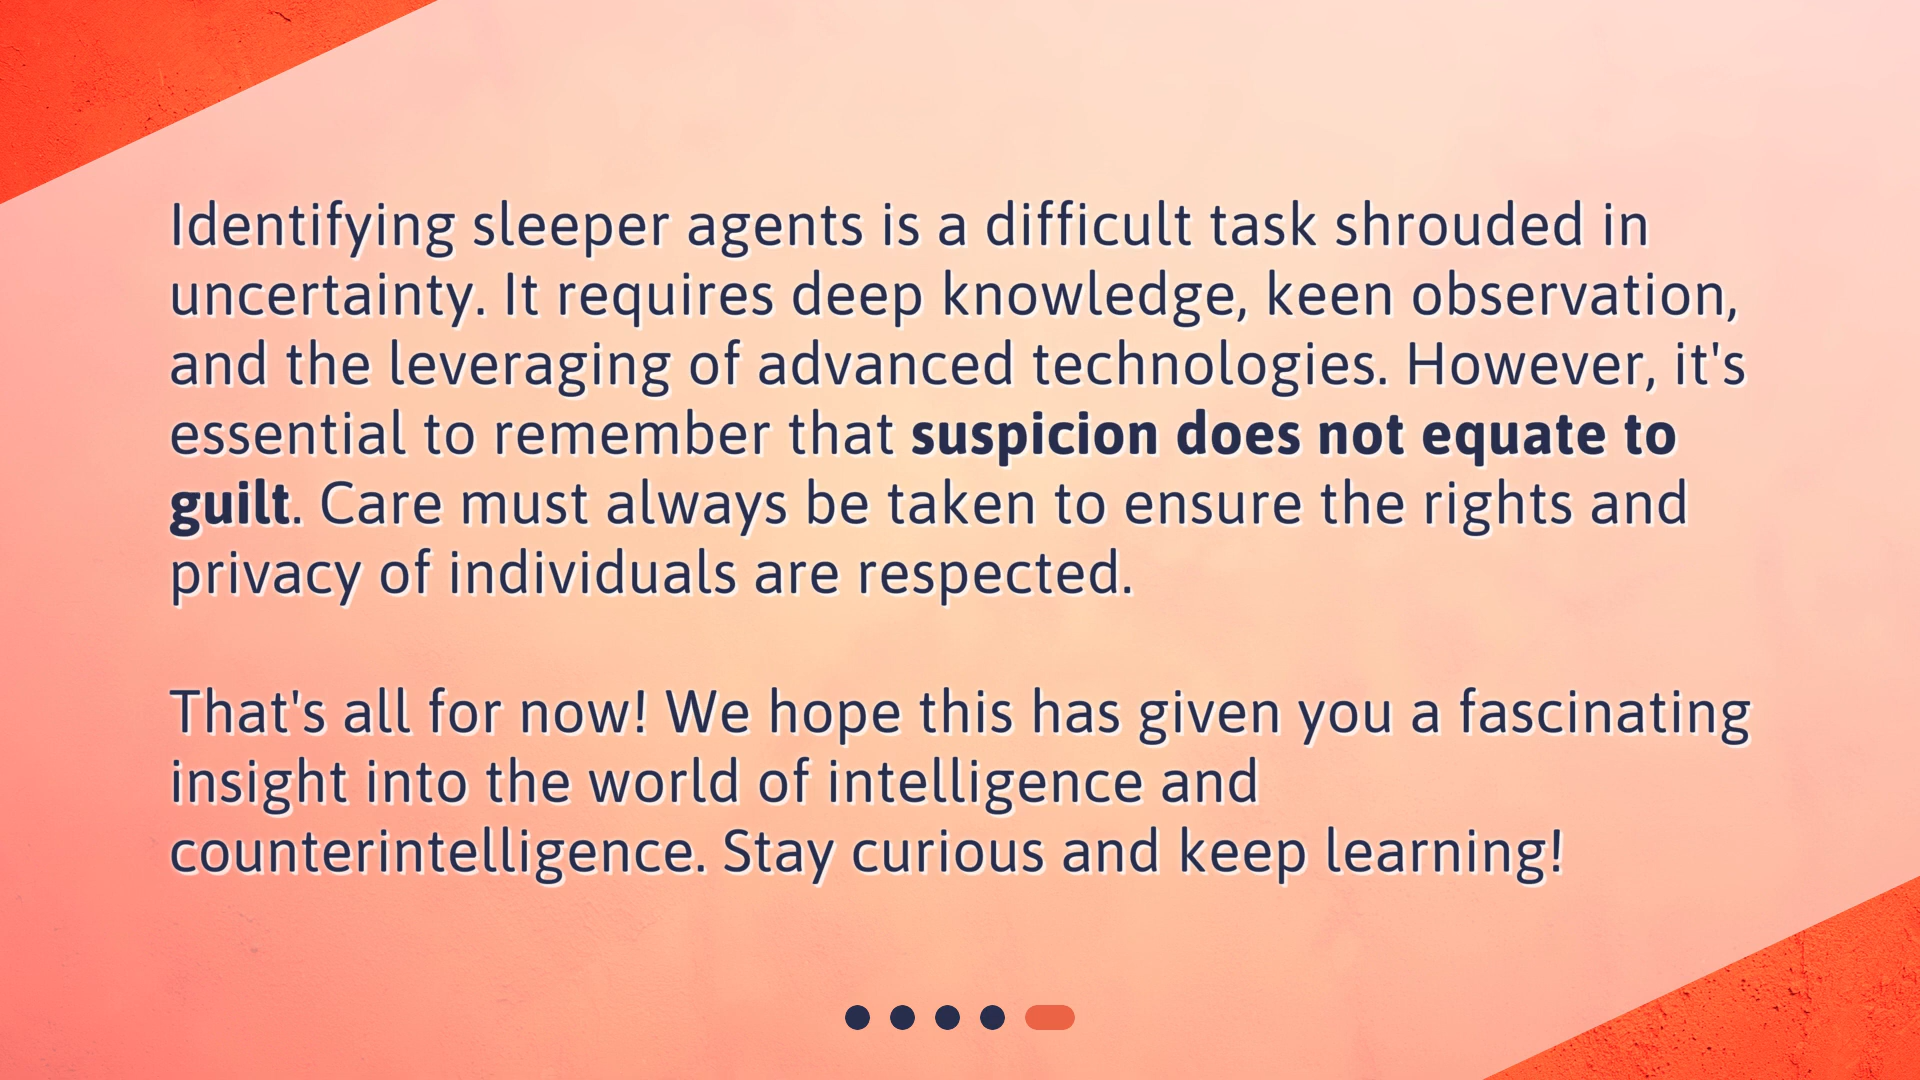 Identifying sleeper agents is a difficult task shrouded in
uncertainty. It requires deep knowledge, keen observation,
and the leveraging of advanced technologies. However, it's
essential to remember that suspicion does not equate to
guilt. Care must always be taken to ensure the rights and
privacy of individuals are respected.
That's all for now! We hope this has given you a fascinating
insight into the world of intelligence and
counterintelligence. Stay curious and keep learning!